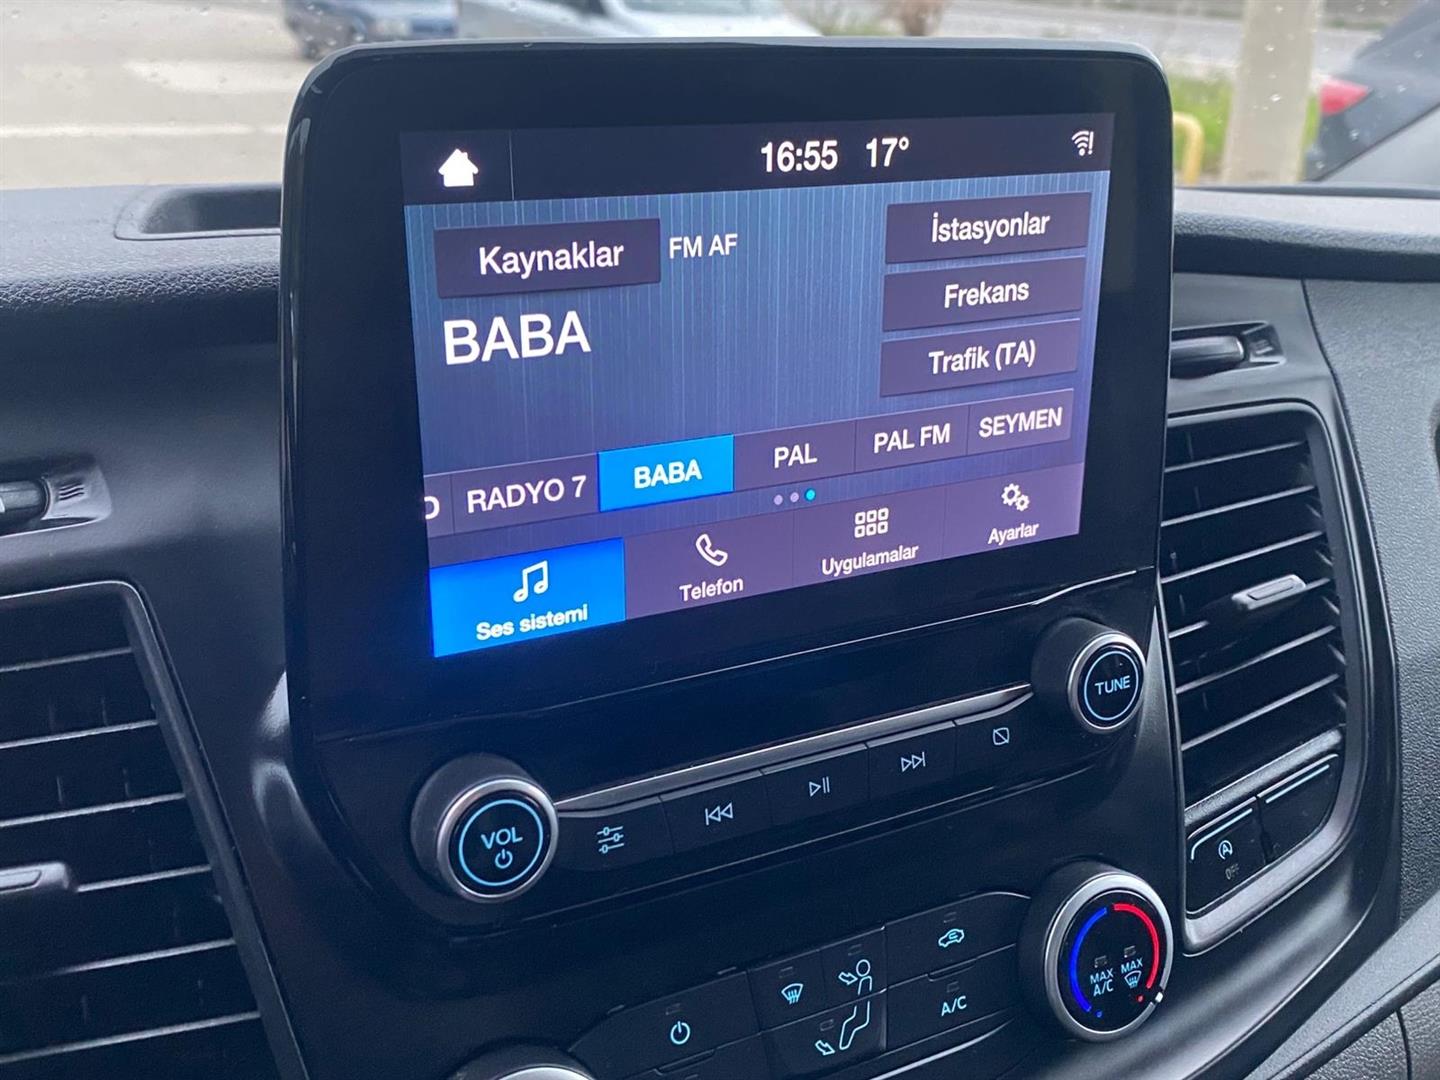 16:55 17°
Kaynaklar FM AF
İstasyonlar
BABA
Frekans
Trafik (TA)
O RADYO 7 BABA PAL PAL FM SEYMEN
Ses sistemi Telefon Uygulamalar Ayarlar
TUNE
VOL
A OFF
MAX A/C MAX
A/C